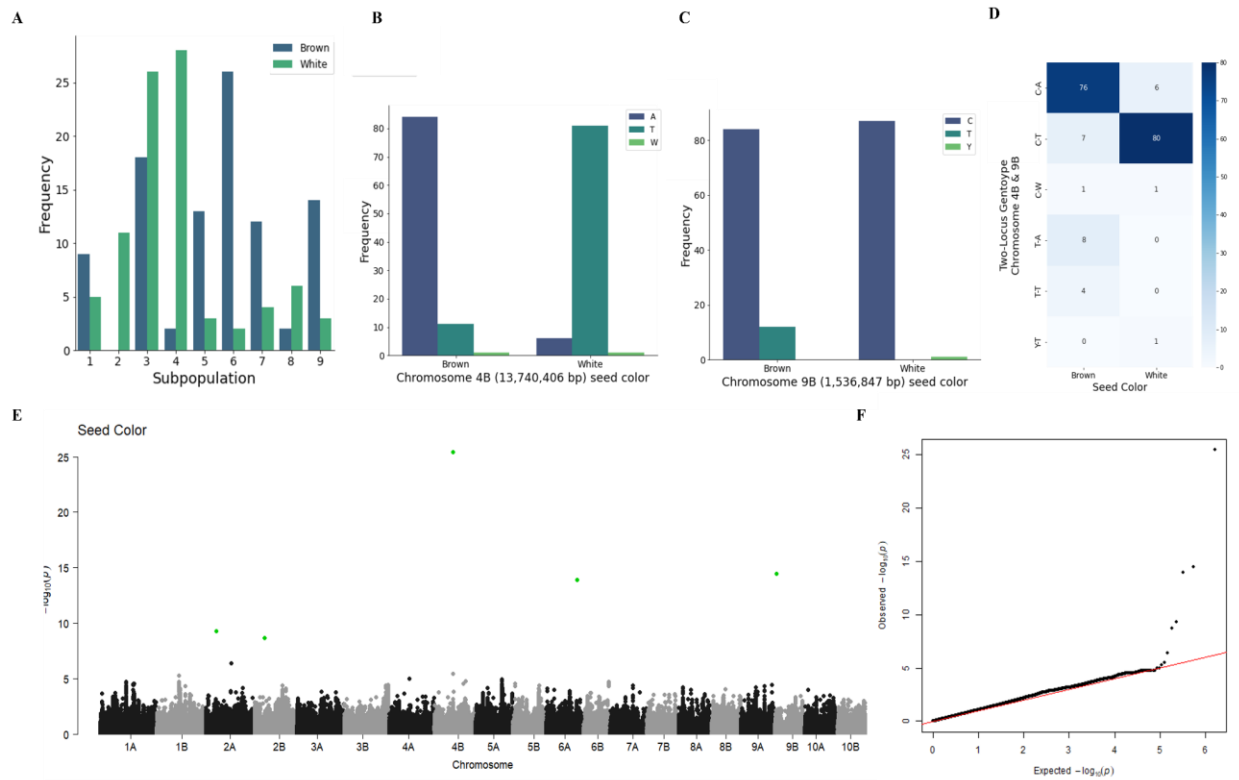 A
Brown
White
Frequency
25
20
15
10
5
0
1 2 3 4 5 6 7 8 9
Subpopulation
B
A
T
W
Frequency
80
70
60
50
40
30
20
10
0
Brown White
Chromosome 4B (13,740,406 bp) seed color
C
C
T
Y
Frequency
80
60
40
20
0
Brown White
Chromosome 9B (1,536,847 bp) seed color
D
Two-Locus Gentoype
Chromosome 4B & 9B
C-A 76 6
C-T 7 80
C-W 1 1
T-A 8 0
T-T 4 0
Y-T 0 1
Brown White
Seed Color
80
70
60
50
40
30
20
10
0
E
Seed Color
−log10(p)
25
20
15
10
5
0
1A 1B 2A 2B 3A 3B 4A 4B 5A 5B 6A 6B 7A 7B 8A 8B 9A 9B 10A 10B
Chromosome
F
Observed −log10(p)
25
20
15
10
5
0
0 1 2 3 4 5 6
Expected −log10(p)